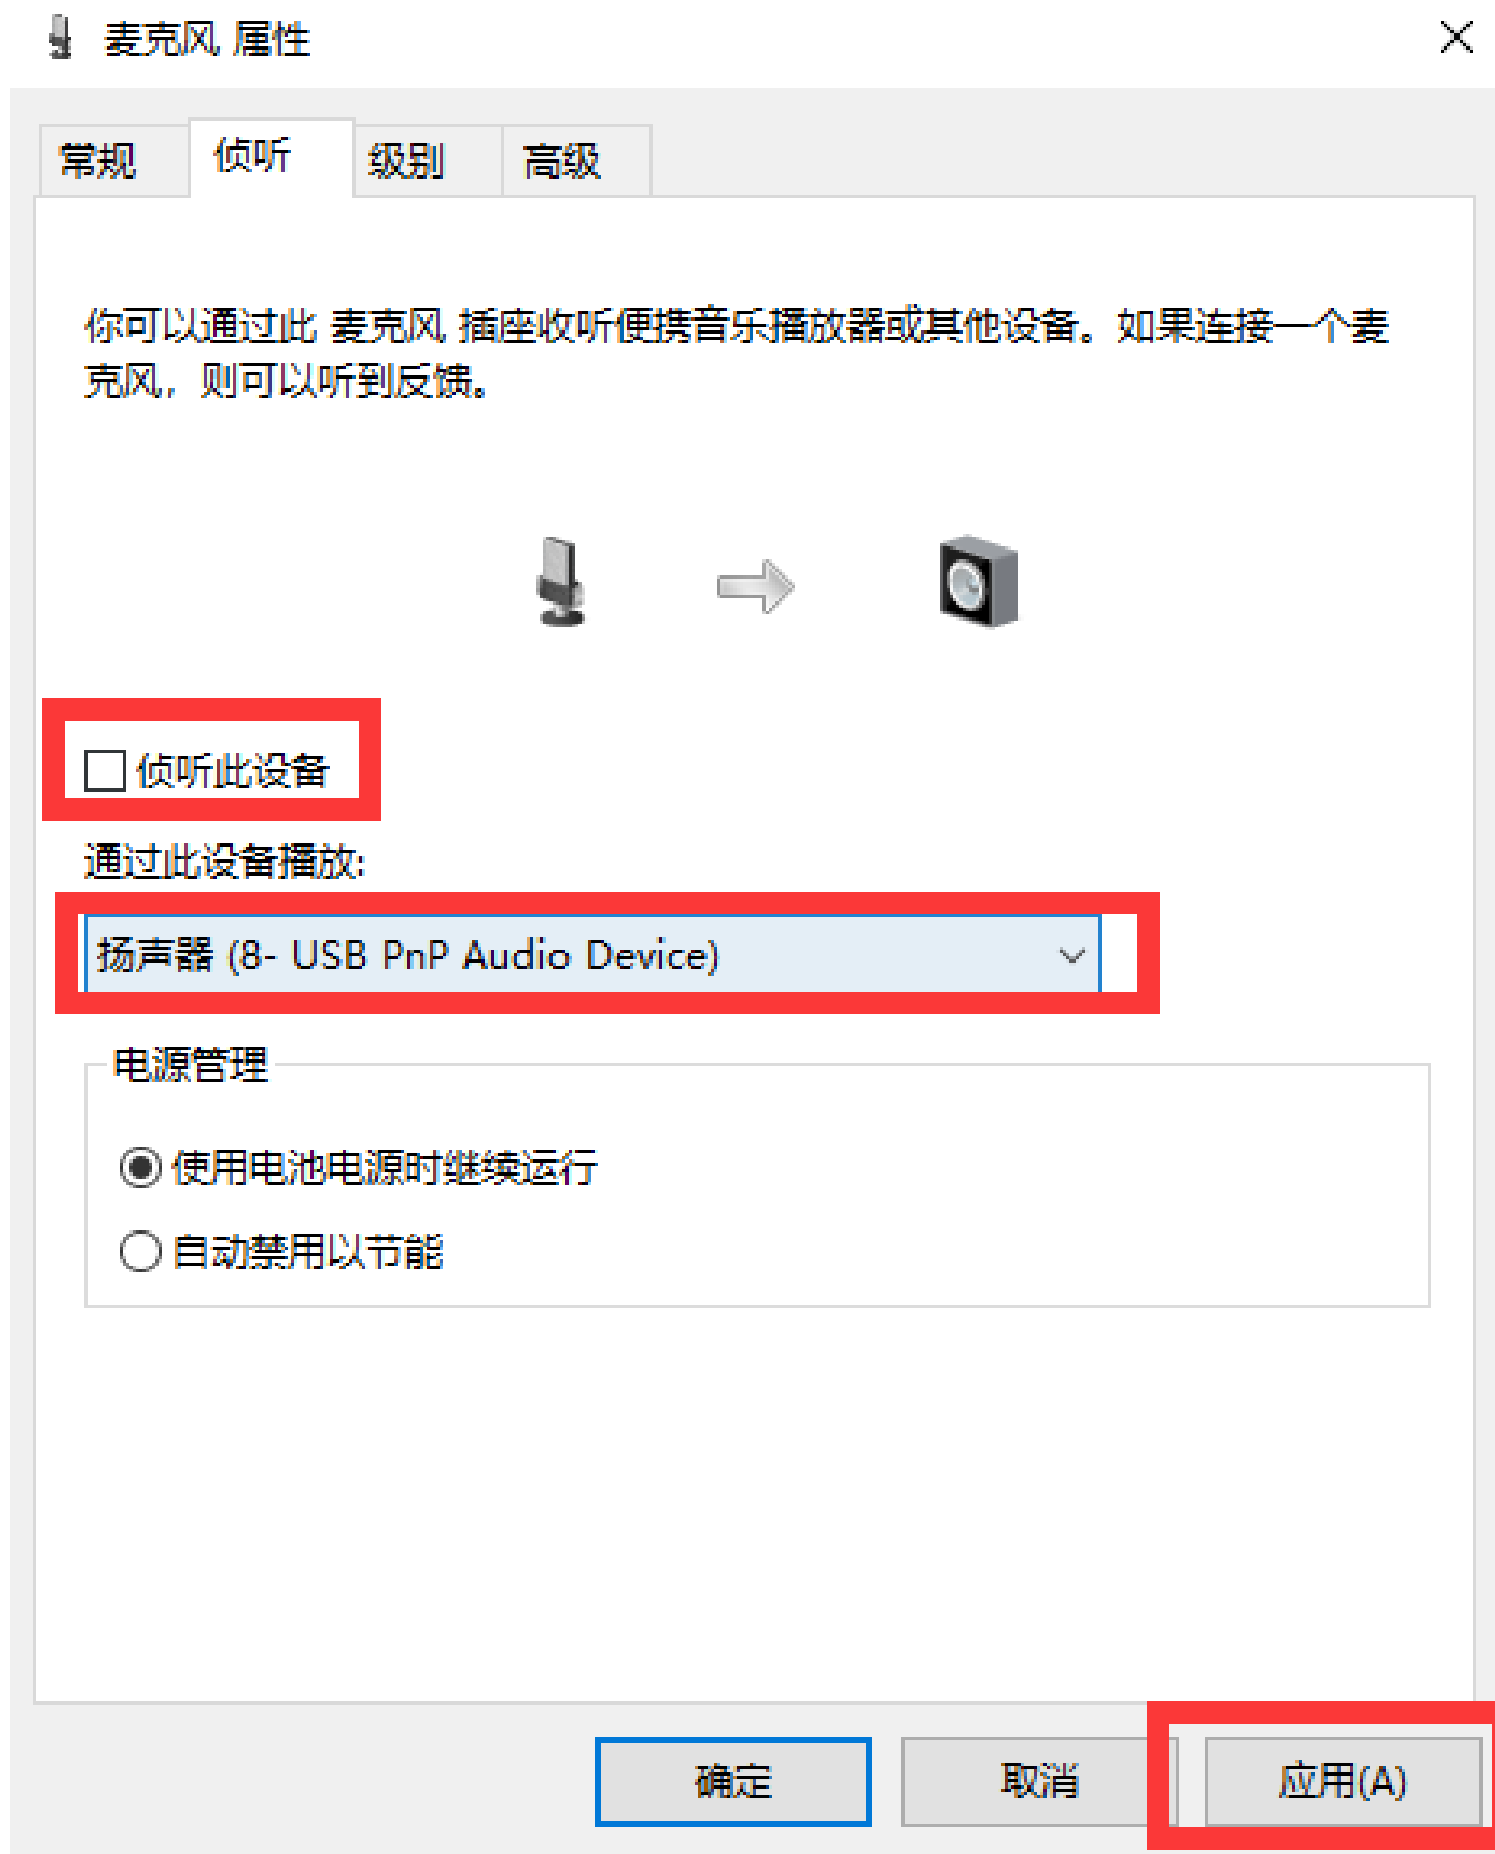 麦克风 属性
常规 侦听 级别 高级
你可以通过此 麦克风 插座收听便携音乐播放器或其他设备。如果连接一个麦
克风，则可以听到反馈。
侦听此设备
通过此设备播放:
扬声器 (8- USB PnP Audio Device)
电源管理
使用电池电源时继续运行
自动禁用以节能
确定 取消 应用(A)